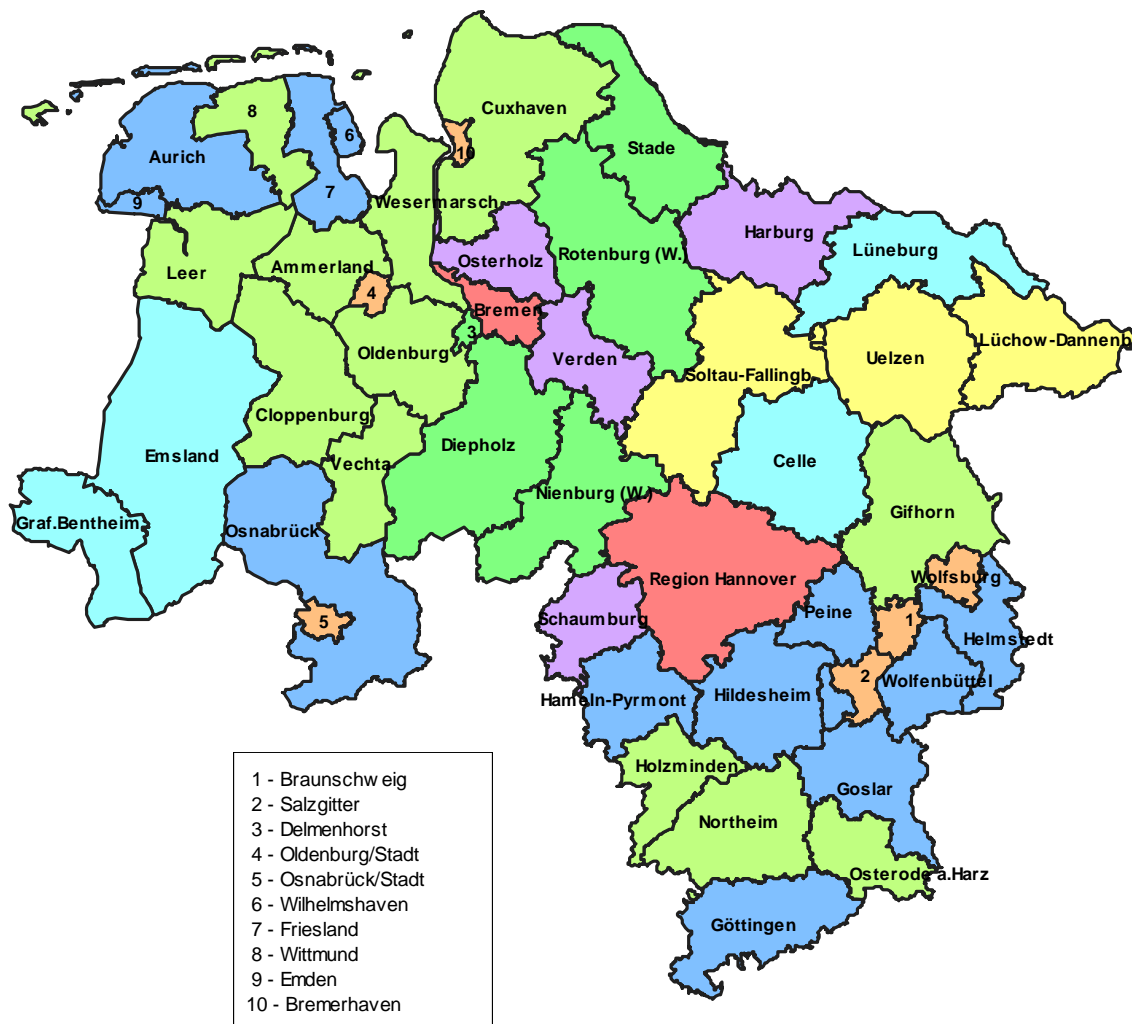 Cuxhaven
8
6
10
Stade
Aurich
7
9
Wesermarsch
Harburg
Osterholz
Rotenburg (W.)
Lüneburg
Leer
Ammerland
4
Bremen
3
Oldenburg
Verden
Lüchow-Dannenb
Uelzen
Soltau-Fallingb.
Cloppenburg
Diepholz
Vechta
Emsland
Celle
Nienburg (W.)
Gifhorn
Graf.Bentheim
Osnabrück
Region Hannover
Wolfsburg
Peine
1
5
Schaumburg
Helmstedt
2
Wolfenbüttel
Hameln-Pyrmont
Hildesheim
Holzminden
Goslar
Northeim
Osterode a.Harz
Göttingen
1 - Braunschweig
2 - Salzgitter
3 - Delmenhorst
4 - Oldenburg/Stadt
5 - Osnabrück/Stadt
6 - Wilhelmshaven
7 - Friesland
8 - Wittmund
9 - Emden
10 - Bremerhaven